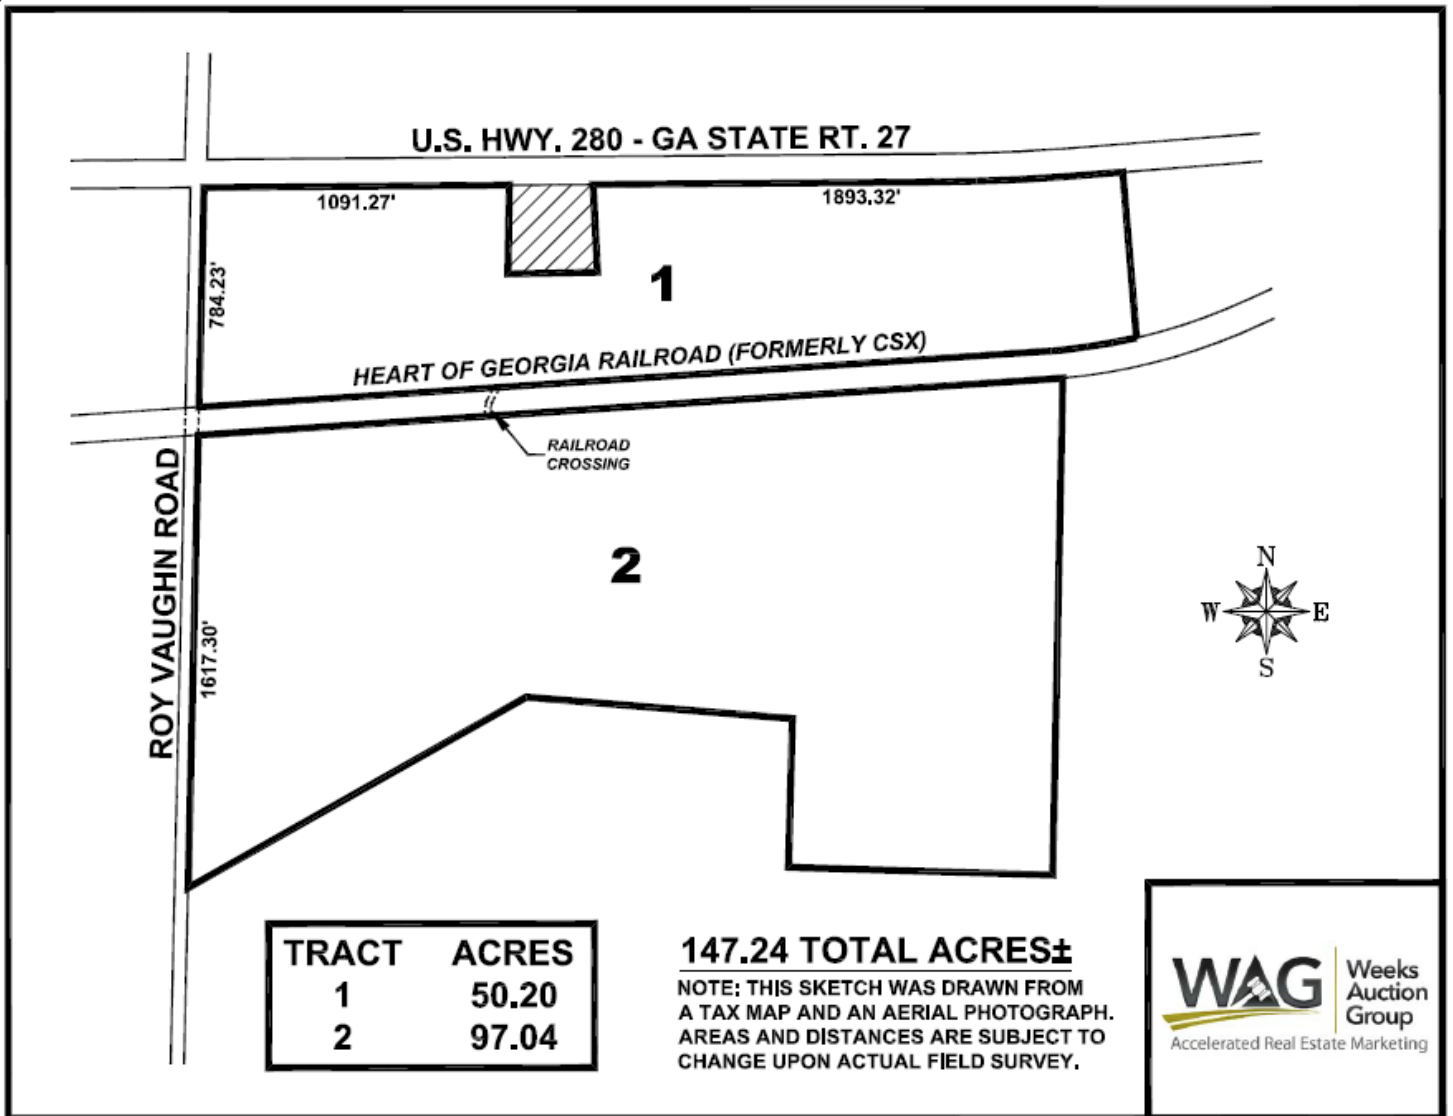 U.S. HWY. 280 - GA STATE RT. 27
1091.27'
1893.32'
784.23'
1
HEART OF GEORGIA RAILROAD (FORMERLY CSX)
RAILROAD
CROSSING
ROY VAUGHN ROAD
1617.30'
2
N
W E
S
TRACT ACRES
1 50.20
2 97.04
147.24 TOTAL ACRES±
NOTE: THIS SKETCH WAS DRAWN FROM
A TAX MAP AND AN AERIAL PHOTOGRAPH.
AREAS AND DISTANCES ARE SUBJECT TO
CHANGE UPON ACTUAL FIELD SURVEY.
WAG
Weeks
Auction
Group
Accelerated Real Estate Marketing